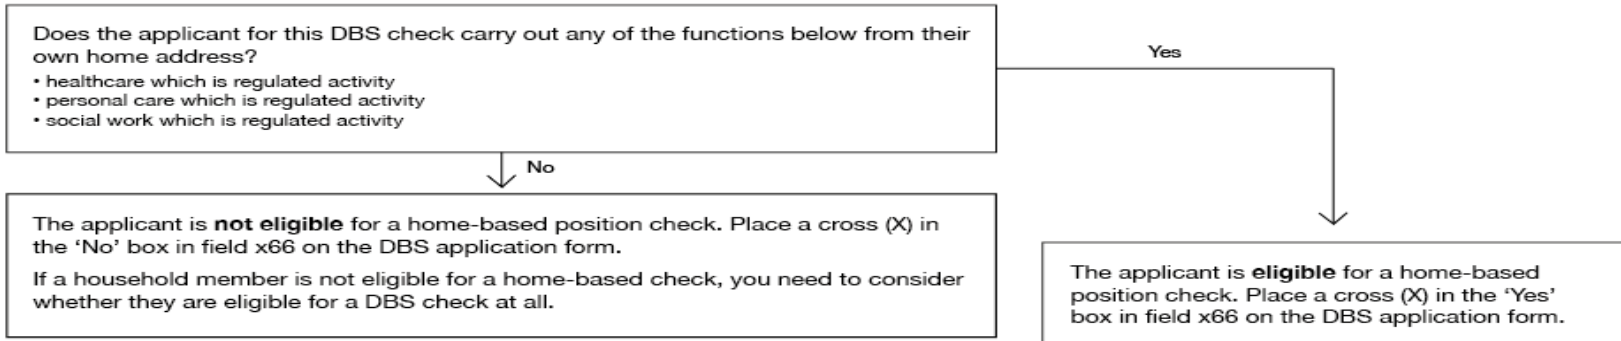 Does the applicant for this DBS check carry out any of the functions below from their
own home address?
• healthcare which is regulated activity
• personal care which is regulated activity
• social work which is regulated activity
Yes
No
The applicant is not eligible for a home-based position check. Place a cross (X) in
the ‘No’ box in field x66 on the DBS application form.
If a household member is not eligible for a home-based check, you need to consider
whether they are eligible for a DBS check at all.
The applicant is eligible for a home-based
position check. Place a cross (X) in the ‘Yes’
box in field x66 on the DBS application form.